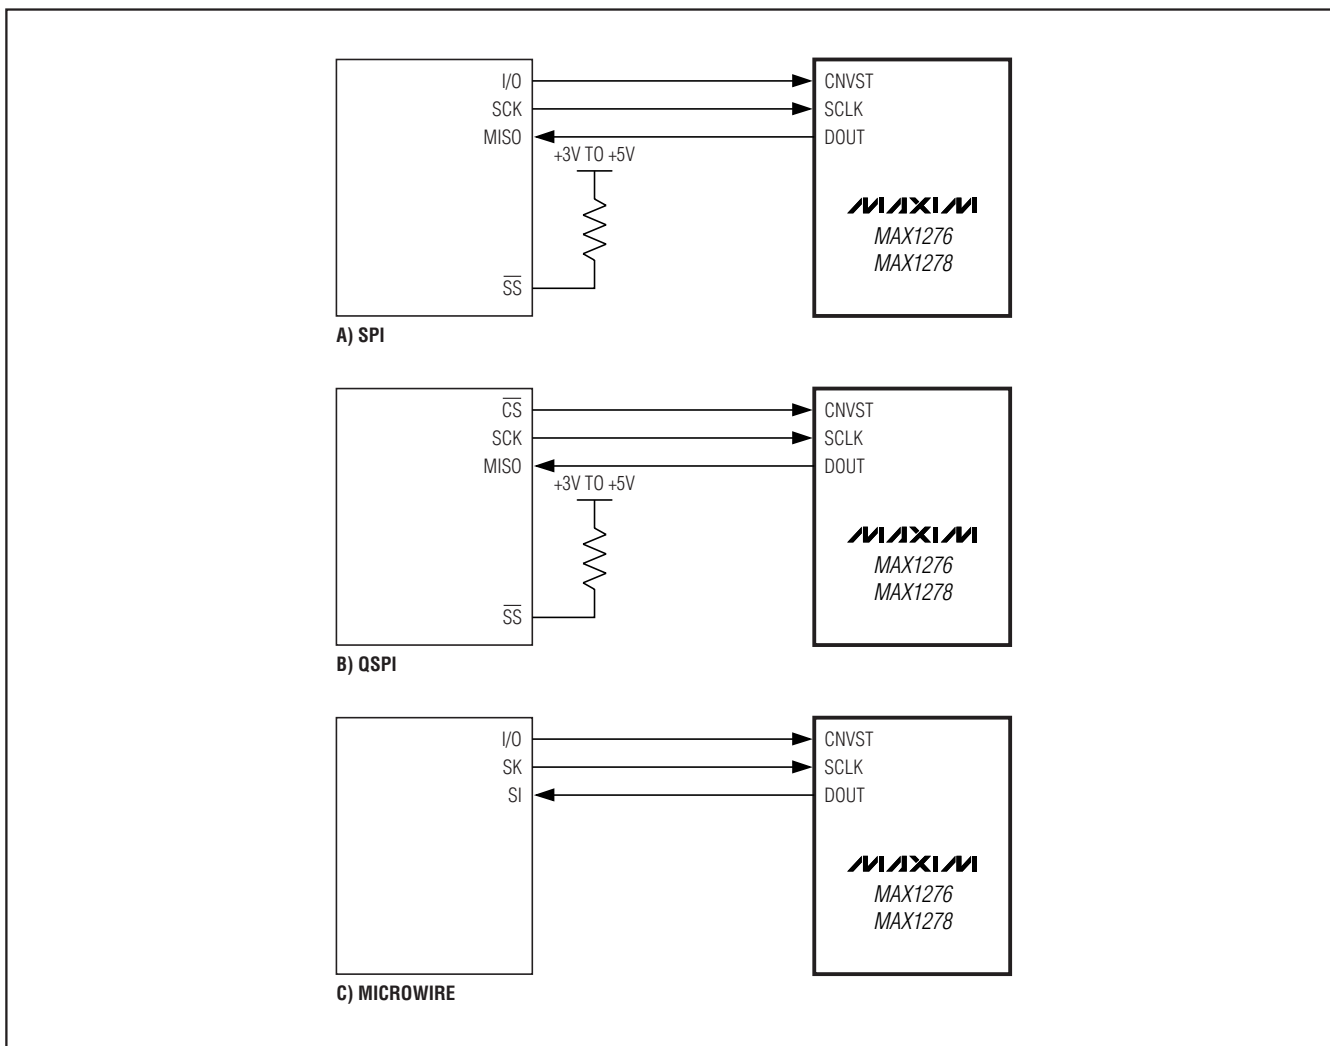 I/O CNVST
SCK SCLK
MISO DOUT
+3V TO +5V
MAXIM
MAX1276
MAX1278
SS
A) SPI
CS CNVST
SCK SCLK
MISO DOUT
+3V TO +5V
MAXIM
MAX1276
MAX1278
SS
B) QSPI
I/O CNVST
SK SCLK
SI DOUT
MAXIM
MAX1276
MAX1278
C) MICROWIRE